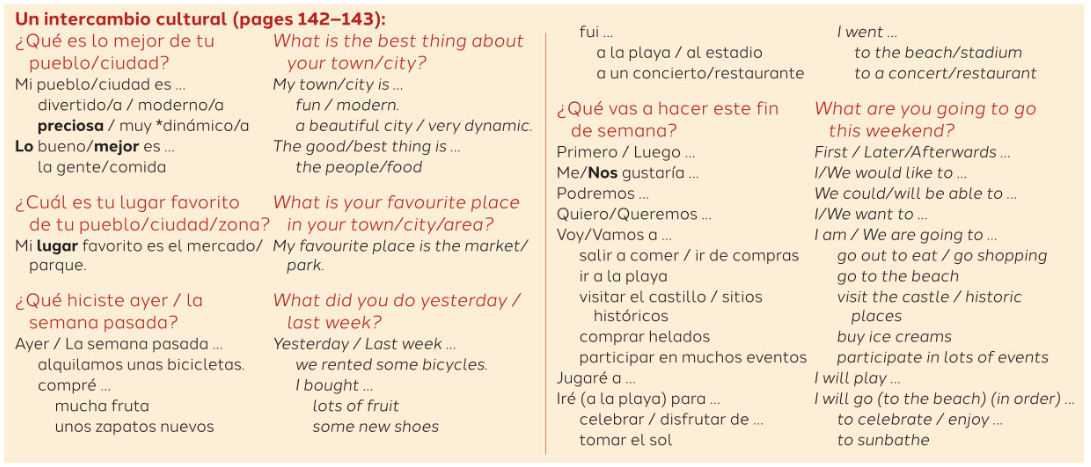 Un intercambio cultural (pages 142–143):
¿Qué es lo mejor de tu What is the best thing about
pueblo/ciudad? your town/city?
Mi pueblo/ciudad es ... My town/city is ...
divertido/a / moderno/a fun / modern.
preciosa / muy *dinámico/a a beautiful city / very dynamic.
Lo bueno/mejor es ... The good/best thing is ...
la gente/comida the people/food
¿Cuál es tu lugar favorito What is your favourite place
de tu pueblo/ciudad/zona? in your town/city/area?
Mi lugar favorito es el mercado/ My favourite place is the market/
parque. park.
¿Qué hiciste ayer / la What did you do yesterday /
semana pasada? last week?
Ayer / La semana pasada ... Yesterday / Last week ...
alquilamos unas bicicletas. we rented some bicycles.
compré ... I bought ...
mucha fruta lots of fruit
unos zapatos nuevos some new shoes
fui ... I went ...
a la playa / al estadio to the beach/stadium
a un concierto/restaurante to a concert/restaurant
¿Qué vas a hacer este fin What are you going to go
de semana? this weekend?
Primero / Luego ... First / Later/Afterwards ...
Me/Nos gustaría ... I/We would like to ...
Podremos ... We could/will be able to ...
Quiero/Queremos ... I/We want to ...
Voy/Vamos a ... I am / We are going to ...
salir a comer / ir de compras go out to eat / go shopping
ir a la playa go to the beach
visitar el castillo / sitios visit the castle / historic
históricos places
comprar helados buy ice creams
participar en muchos eventos participate in lots of events
Jugaré a ... I will play ...
Iré (a la playa) para ... I will go (to the beach) (in order) ...
celebrar / disfrutar de ... to celebrate / enjoy ...
tomar el sol to sunbathe